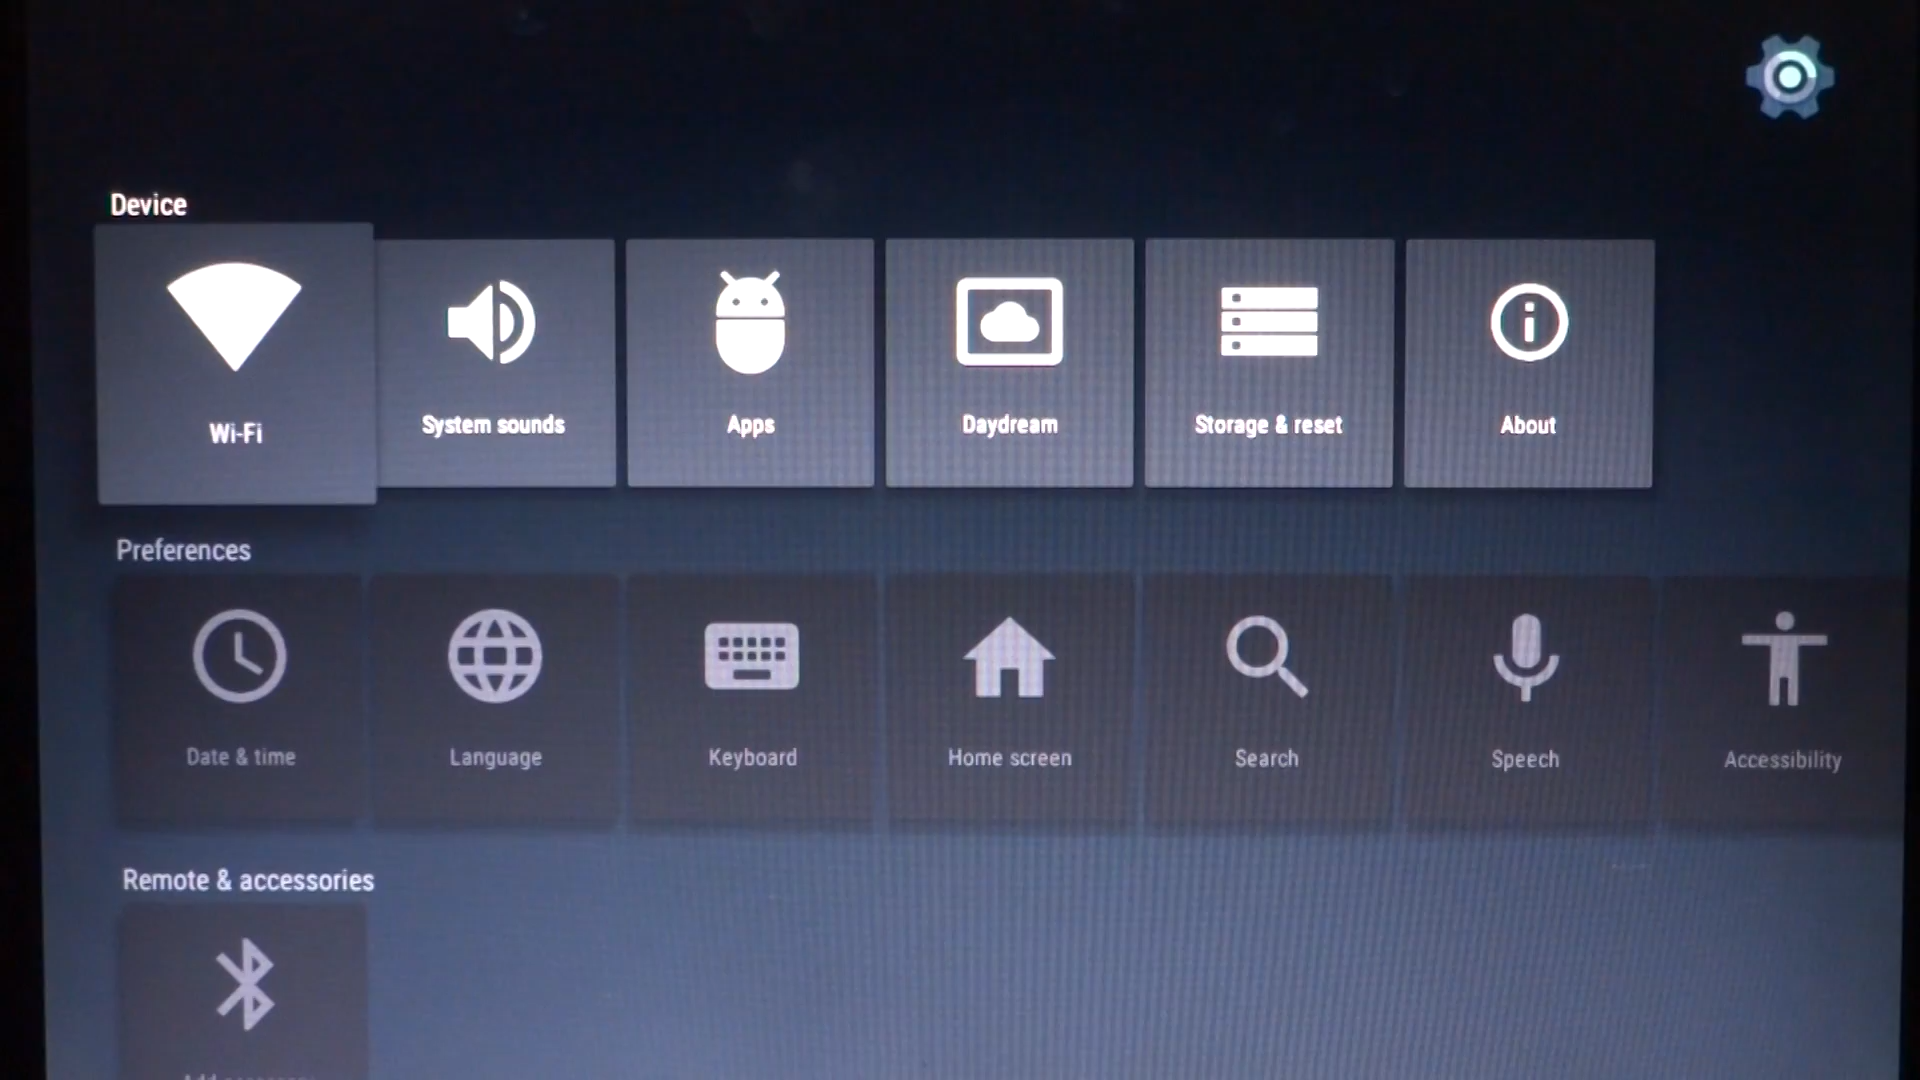 Device
Wi-Fi
System sounds
Apps
Daydream
Storage & reset
About
Preferences
Date & time
Language
Keyboard
Home screen
Search
Speech
Accessibility
Remote & accessories